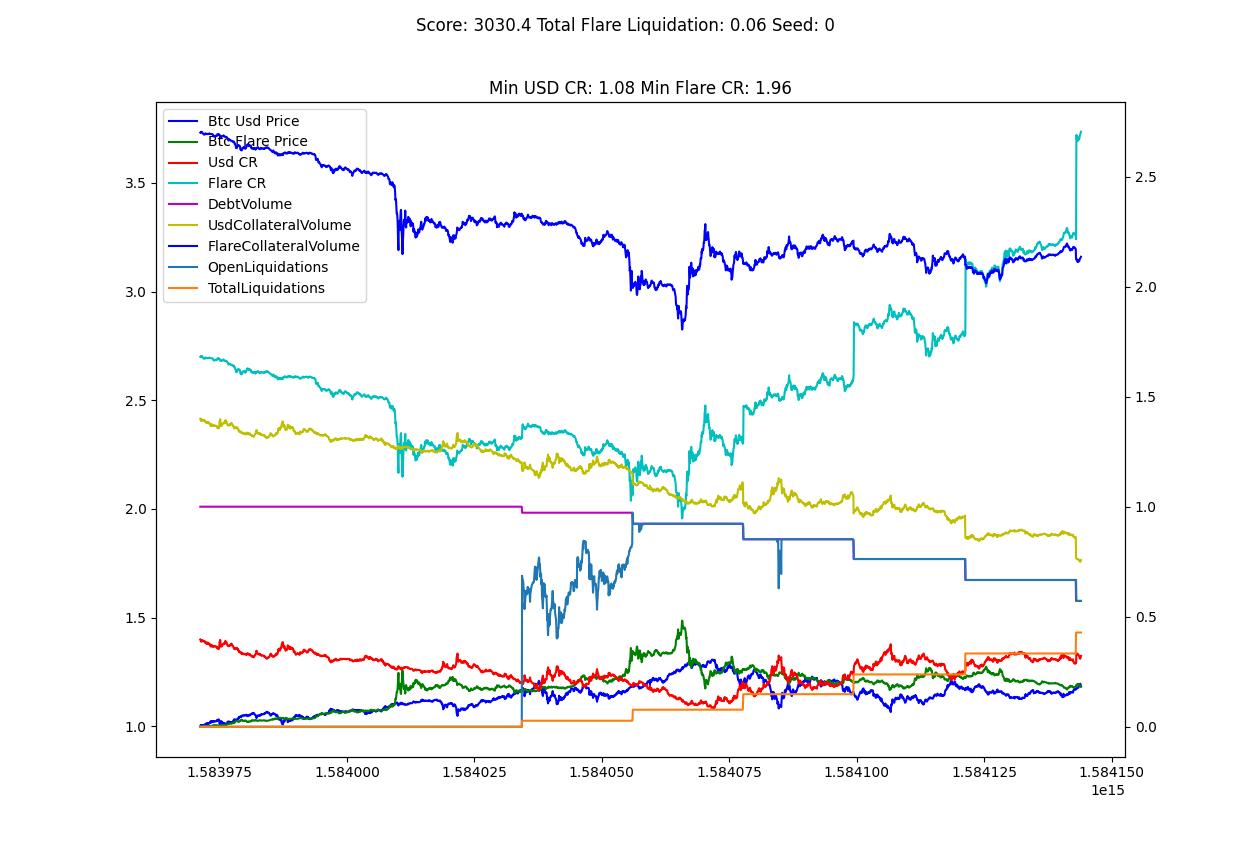 Score: 3030.4 Total Flare Liquidation: 0.06 Seed: 0
Min USD CR: 1.08 Min Flare CR: 1.96
Btc Usd Price
Btc Flare Price
Usd CR
Flare CR
DebtVolume
UsdCollateralVolume
FlareCollateralVolume
OpenLiquidations
TotalLiquidations
3.5
3.0
2.5
2.0
1.5
1.0
2.5
2.0
1.5
1.0
0.5
0.0
1.583975 1.584000 1.584025 1.584050 1.584075 1.584100 1.584125 1.584150
1e15